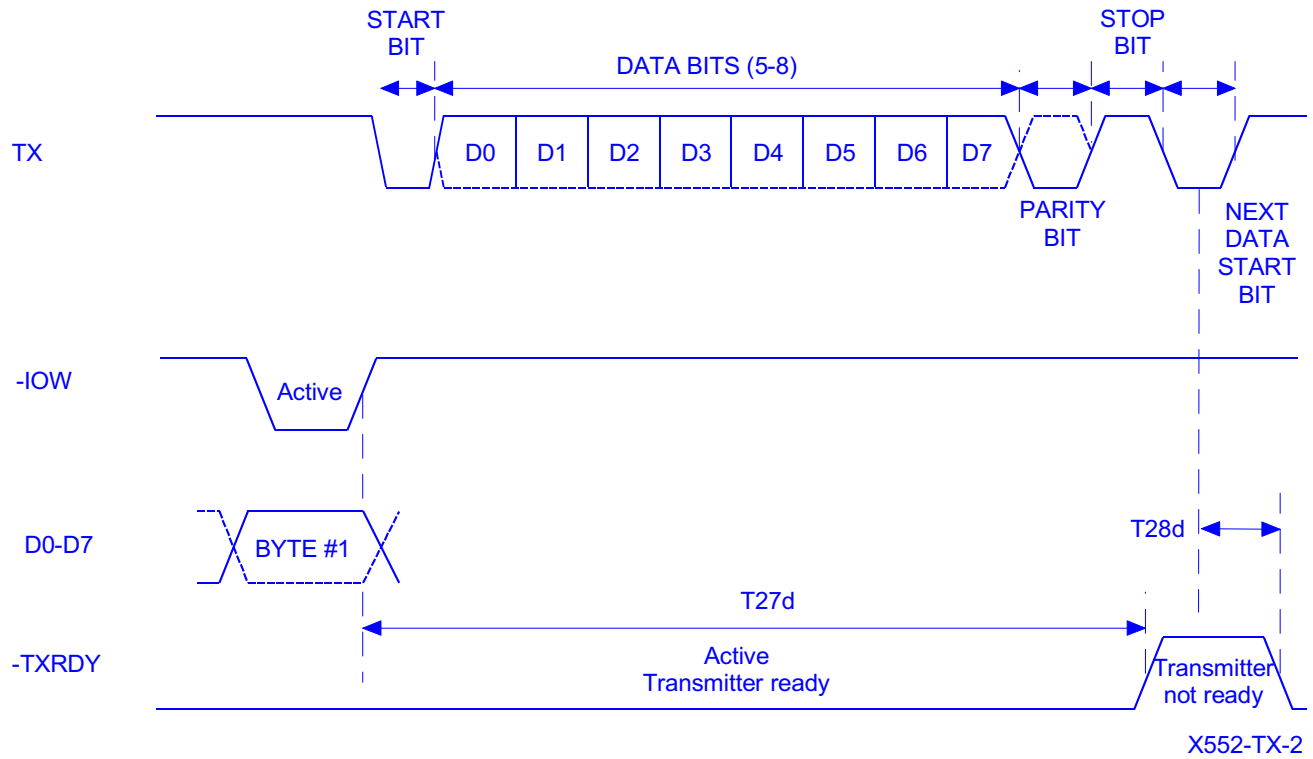 START
BIT
DATA BITS (5-8)
STOP
BIT
TX
D0 D1 D2 D3 D4 D5 D6 D7
PARITY
BIT
NEXT
DATA
START
BIT
-IOW
Active
D0-D7
BYTE #1
T28d
T27d
-TXRDY
Active
Transmitter ready
Transmitter
not ready
X552-TX-2